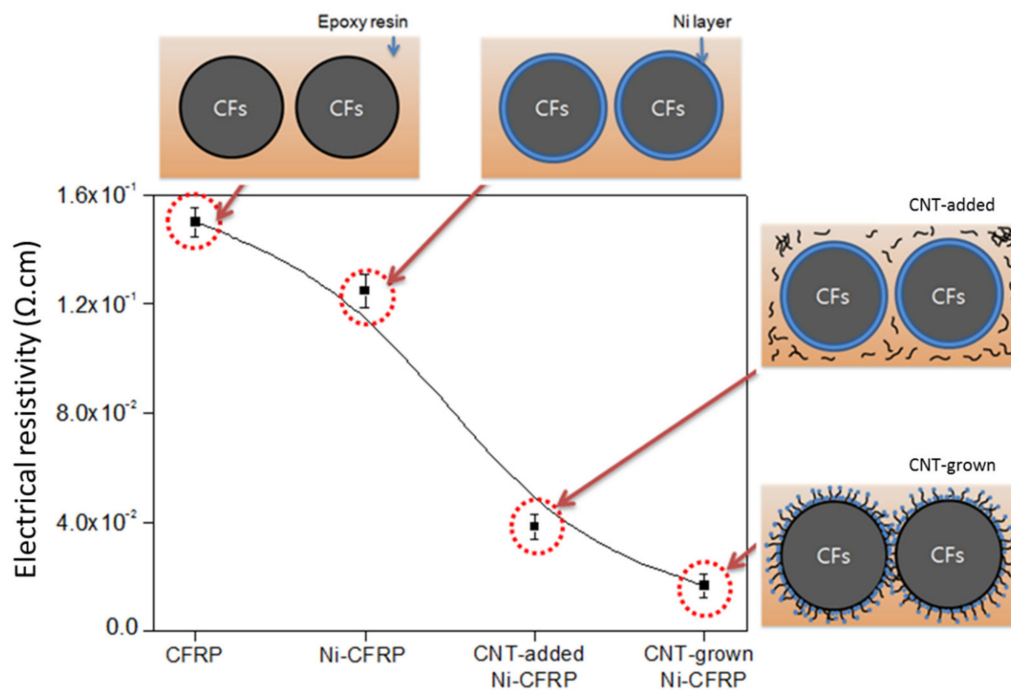 Epoxy resin
Ni layer
CFs
CFs
CFs
CFs
1.6x10⁻¹
1.2x10⁻¹
8.0x10⁻²
4.0x10⁻²
0.0
Electrical resistivity (Ω.cm)
CNT-added
CFs
CFs
CNT-grown
CFs
CFs
CFRP
Ni-CFRP
CNT-added
Ni-CFRP
CNT-grown
Ni-CFRP